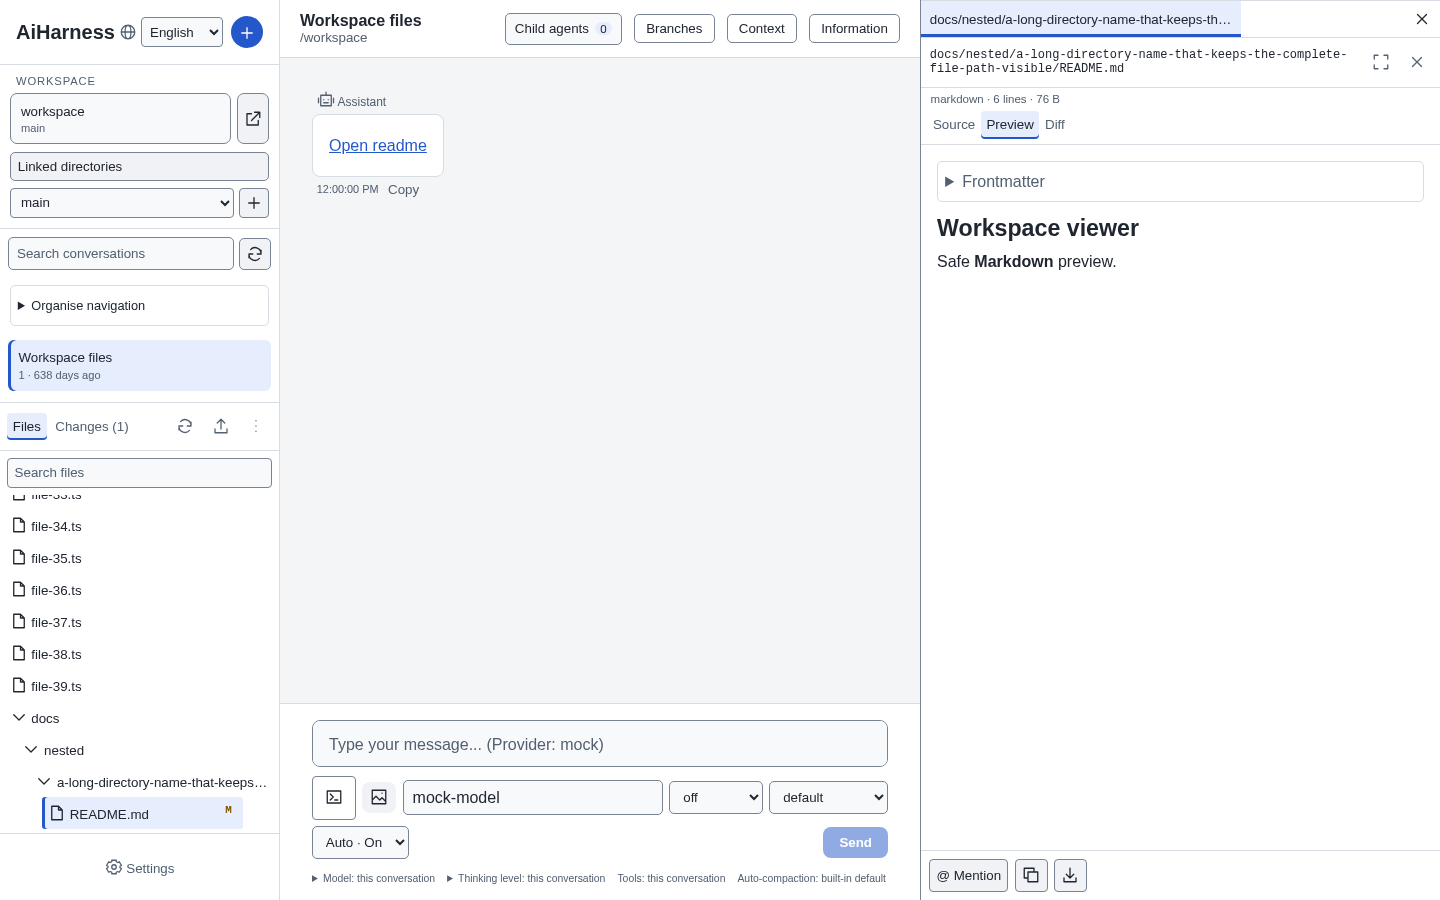 AiHarness
English
WORKSPACE
workspace
main
Linked directories
main
Search conversations
Organise navigation
Workspace files
1 · 638 days ago
Files
Changes (1)
Search files
file-33.ts
file-34.ts
file-35.ts
file-36.ts
file-37.ts
file-38.ts
file-39.ts
docs
nested
a-long-directory-name-that-keeps…
README.md M
Settings
Workspace files
/workspace
Child agents 0
Branches
Context
Information
Assistant
Open readme
12:00:00 PM Copy
Type your message... (Provider: mock)
mock-model
off
default
Auto · On
Send
Model: this conversation
Thinking level: this conversation
Tools: this conversation
Auto-compaction: built-in default
docs/nested/a-long-directory-name-that-keeps-th…
docs/nested/a-long-directory-name-that-keeps-the-complete-
file-path-visible/README.md
markdown · 6 lines · 76 B
Source
Preview
Diff
Frontmatter
Workspace viewer
Safe Markdown preview.
@ Mention